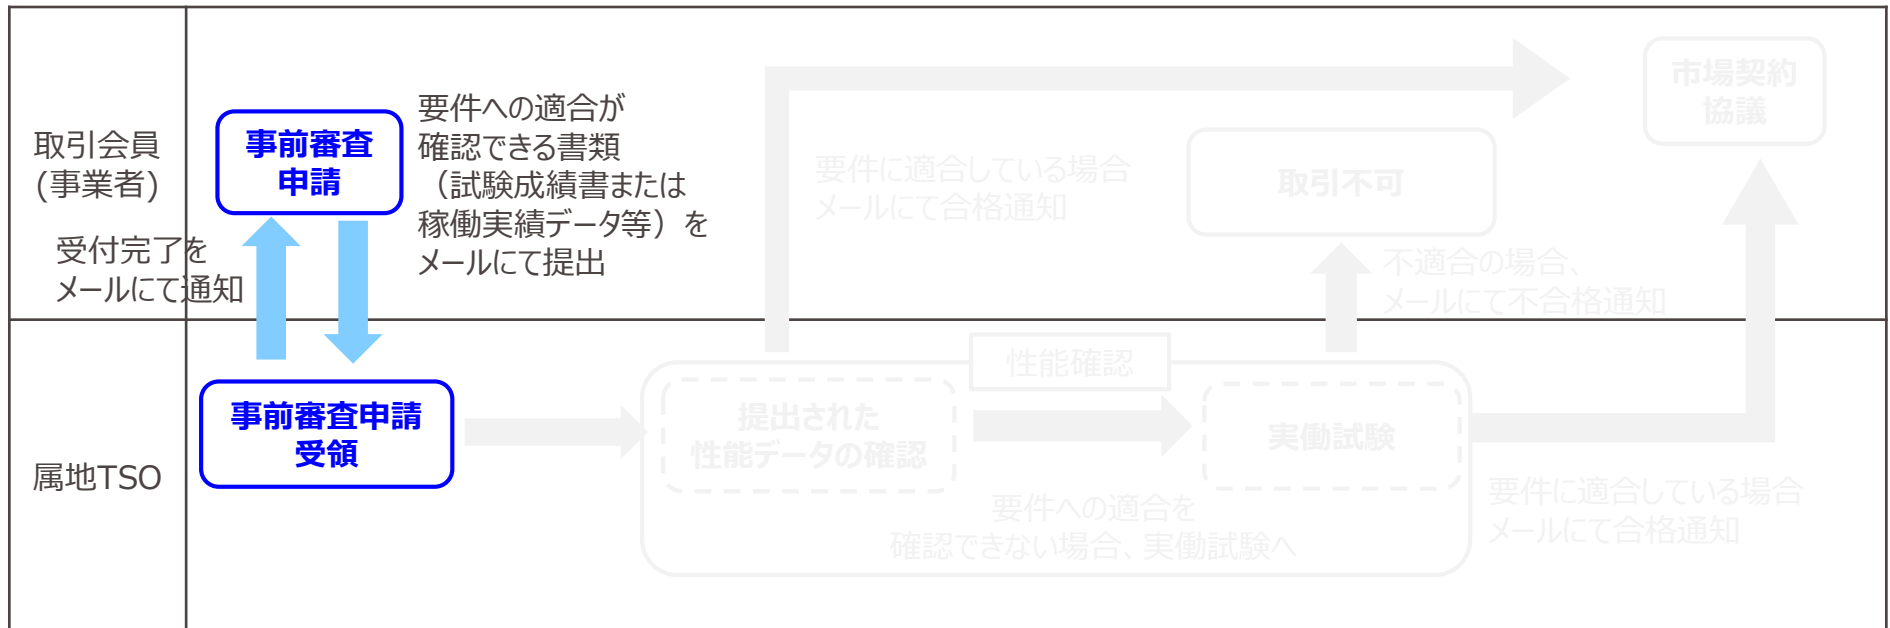 取引会員
(事業者)
事前審査
申請
要件への適合が
確認できる書類
（試験成績書または
稼働実績データ等）を
メールにて提出
受付完了を
メールにて通知
要件に適合している場合
メールにて合格通知
取引不可
市場契約
協議
不適合の場合、
メールにて不合格通知
属地TSO
事前審査申請
受領
性能確認
提出された
性能データの確認
実働試験
要件への適合を
確認できない場合、実働試験へ
要件に適合している場合
メールにて合格通知